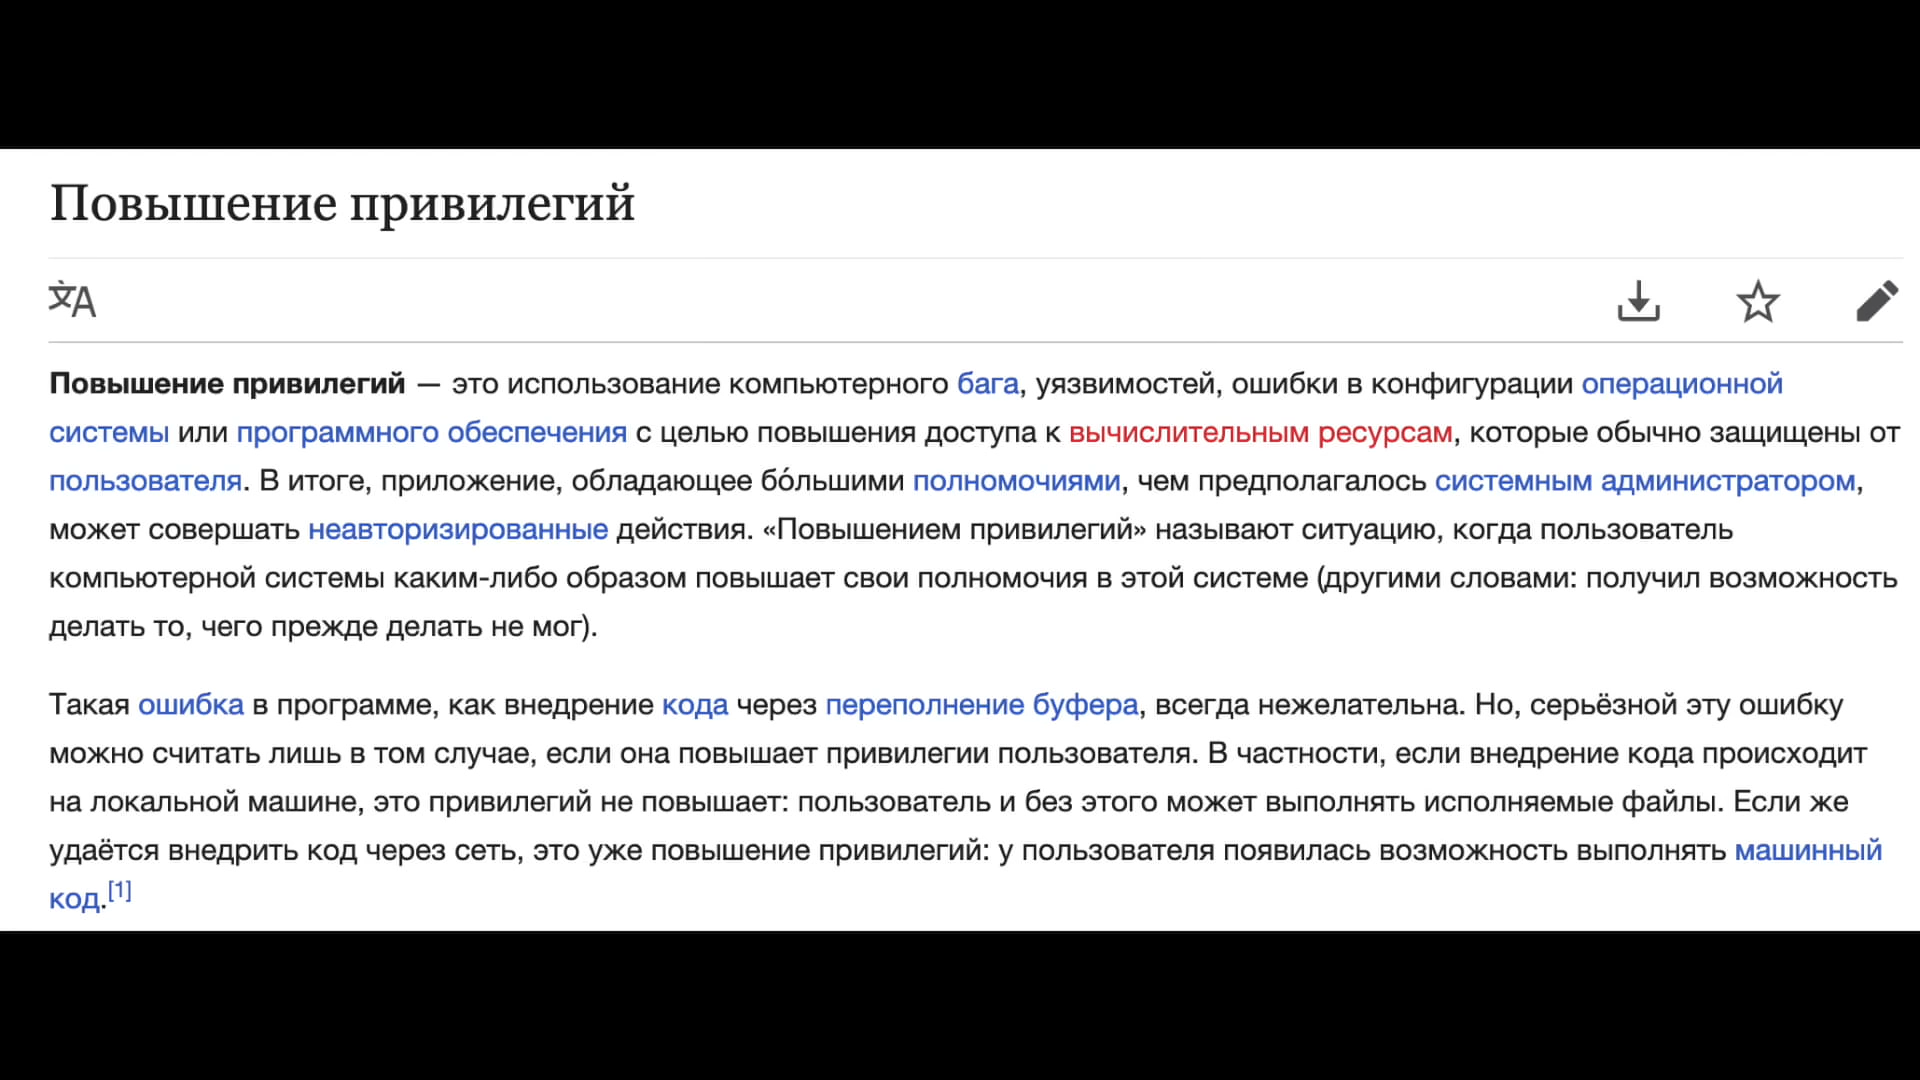 Повышение привилегий
Повышение привилегий — это использование компьютерного бага, уязвимостей, ошибки в конфигурации операционной
системы или программного обеспечения с целью повышения доступа к вычислительным ресурсам, которые обычно защищены от
пользователя. В итоге, приложение, обладающее бо́льшими полномочиями, чем предполагалось системным администратором,
может совершать неавторизированные действия. «Повышением привилегий» называют ситуацию, когда пользователь
компьютерной системы каким-либо образом повышает свои полномочия в этой системе (другими словами: получил возможность
делать то, чего прежде делать не мог).
Такая ошибка в программе, как внедрение кода через переполнение буфера, всегда нежелательна. Но, серьёзной эту ошибку
можно считать лишь в том случае, если она повышает привилегии пользователя. В частности, если внедрение кода происходит
на локальной машине, это привилегий не повышает: пользователь и без этого может выполнять исполняемые файлы. Если же
удаётся внедрить код через сеть, это уже повышение привилегий: у пользователя появилась возможность выполнять машинный
код.[1]